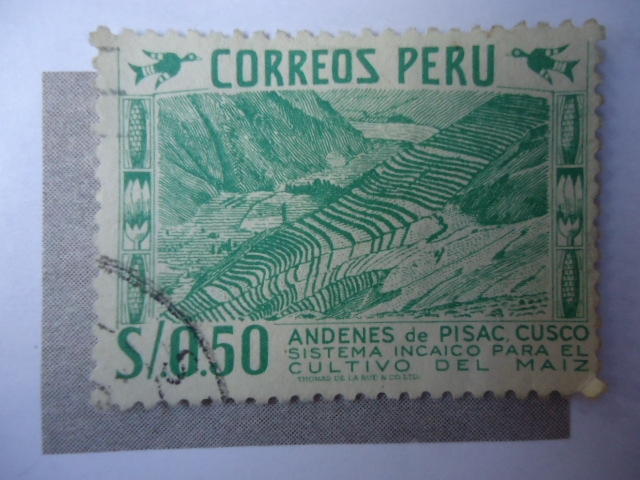 CORREOS PERU
S/0.50
ANDENES de PISAC, CUSCO
SISTEMA INCAICO PARA EL
CULTIVO DEL MAIZ
THOMAS DE LA RUE & CO. LTD.